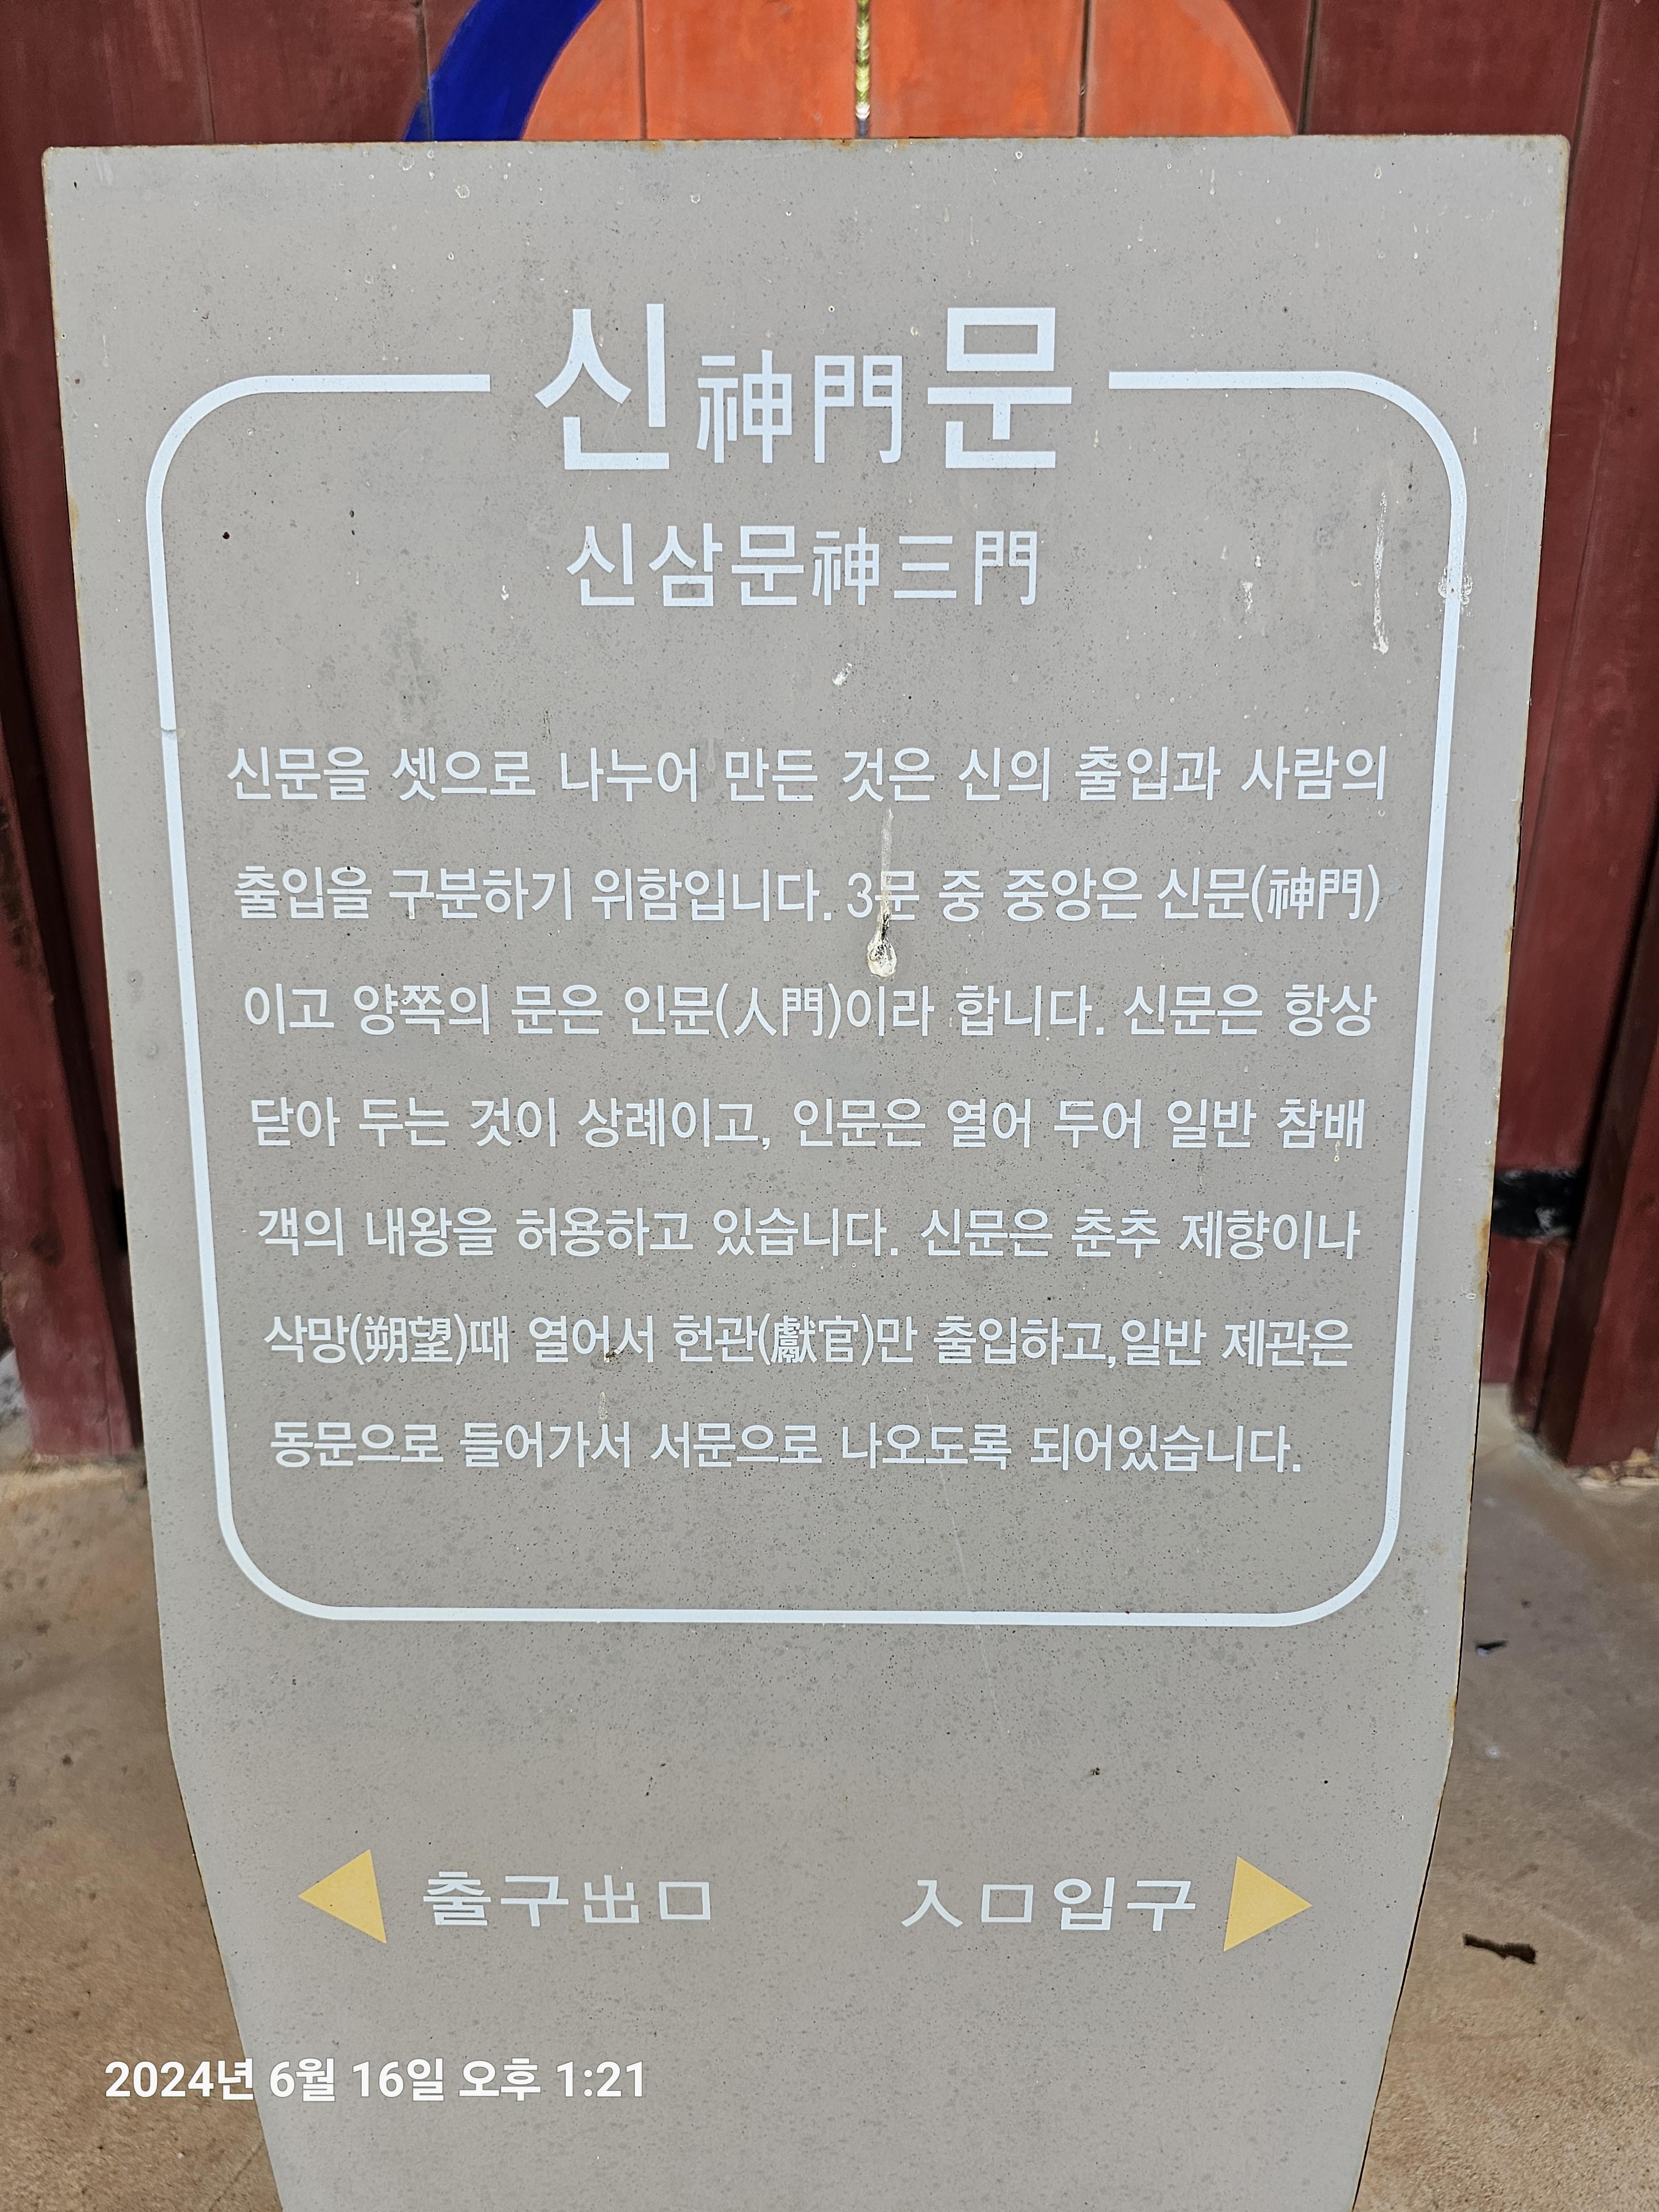 신神門문
신삼문神三門
신문을 셋으로 나누어 만든 것은 신의 출입과 사람의
출입을 구분하기 위함입니다. 3문 중 중앙은 신문(神門)
이고 양쪽의 문은 인문(人門)이라 합니다. 신문은 항상
닫아 두는 것이 상례이고, 인문은 열어 두어 일반 참배
객의 내왕을 허용하고 있습니다. 신문은 춘추 제향이나
삭망(朔望)때 열어서 헌관(獻官)만 출입하고,일반 제관은
동문으로 들어가서 서문으로 나오도록 되어있습니다.
출구出口 入口입구
2024년 6월 16일 오후 1:21